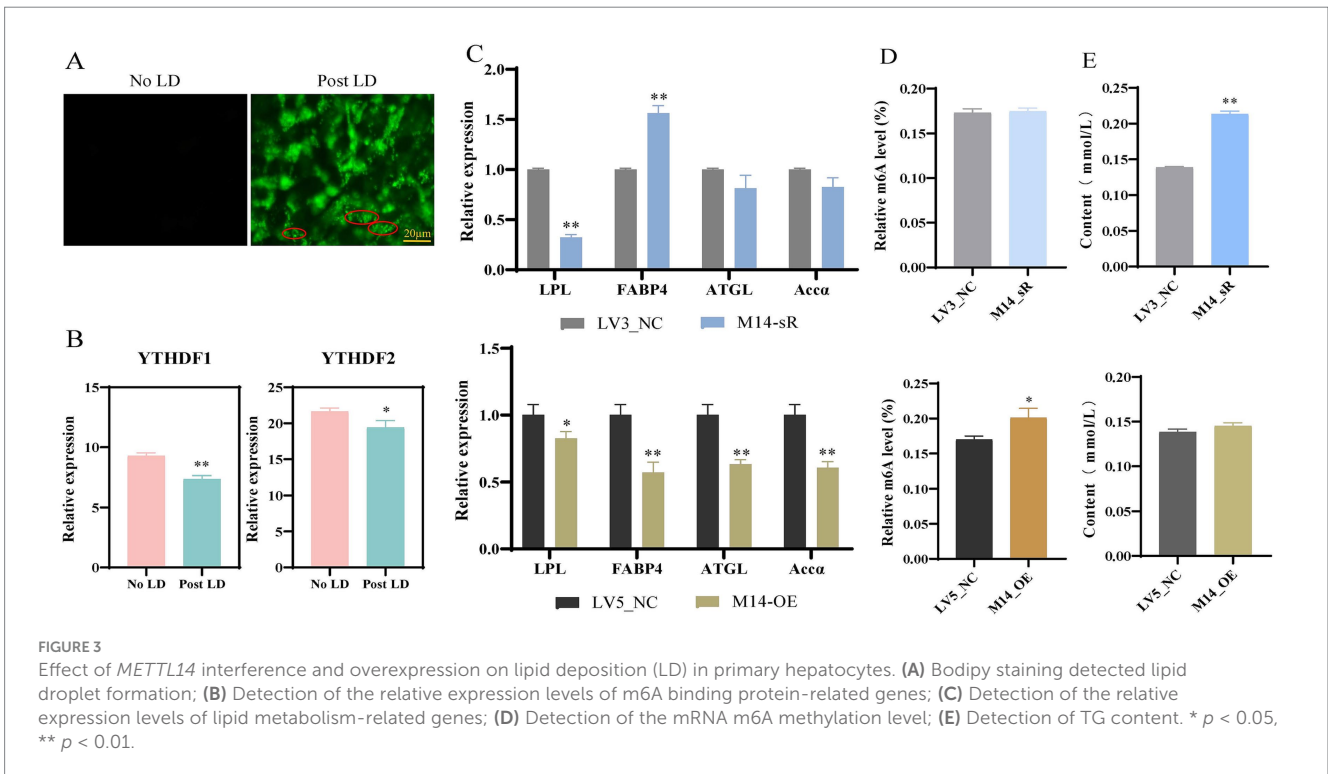 A
No LD
Post LD
20μm
B
YTHDF1
Relative expression
15
10
5
0
**
No LD
Post LD
YTHDF2
Relative expression
25
20
15
10
5
0
*
No LD
Post LD
C
Relative expression
2.0
1.5
1.0
0.5
0.0
**
**
LPL
FABP4
ATGL
Accα
LV3_NC
M14-sR
Relative expression
1.5
1.0
0.5
0.0
*
**
**
**
LPL
FABP4
ATGL
Accα
LV5_NC
M14-OE
D
Relative m6A level (%)
0.20
0.15
0.10
0.05
0.00
LV3_NC
M14_sR
Relative m6A level (%)
0.25
0.20
0.15
0.10
0.05
0.00
*
LV5_NC
M14_OE
E
Content（ mmol/L）
0.25
0.20
0.15
0.10
0.05
0.00
**
LV3_NC
M14_sR
Content（ mmol/L）
0.20
0.15
0.10
0.05
0.00
LV5_NC
M14_OE
FIGURE 3
Effect of METTL14 interference and overexpression on lipid deposition (LD) in primary hepatocytes. (A) Bodipy staining detected lipid
droplet formation; (B) Detection of the relative expression levels of m6A binding protein-related genes; (C) Detection of the relative
expression levels of lipid metabolism-related genes; (D) Detection of the mRNA m6A methylation level; (E) Detection of TG content. * p < 0.05,
** p < 0.01.